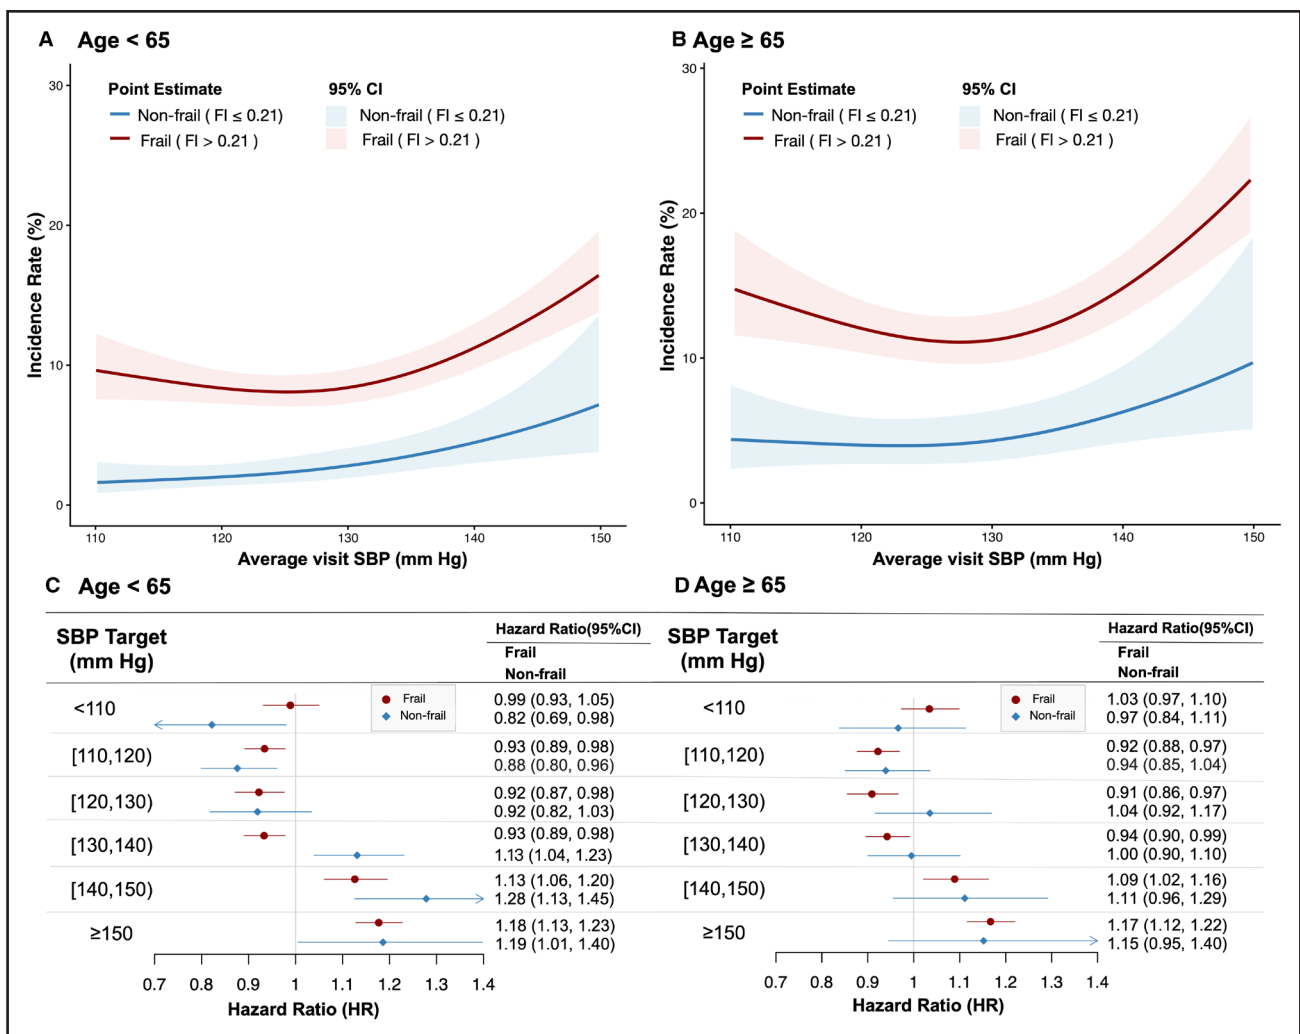 A Age < 65
Point Estimate 95% CI
Non-frail ( FI ≤ 0.21) Non-frail ( FI ≤ 0.21)
Frail ( FI > 0.21 ) Frail ( FI > 0.21 )
30
20
10
0
Incidence Rate (%)
110 120 130 140 150
Average visit SBP (mm Hg)
B Age ≥ 65
Point Estimate 95% CI
Non-frail ( FI ≤ 0.21) Non-frail ( FI ≤ 0.21)
Frail ( FI > 0.21 ) Frail ( FI > 0.21 )
30
20
10
0
Incidence Rate (%)
110 120 130 140 150
Average visit SBP (mm Hg)
C Age < 65
SBP Target
(mm Hg)
Hazard Ratio(95%CI)
Frail
Non-frail
Frail
Non-frail
<110
0.99 (0.93, 1.05)
0.82 (0.69, 0.98)
[110,120)
0.93 (0.89, 0.98)
0.88 (0.80, 0.96)
[120,130)
0.92 (0.87, 0.98)
0.92 (0.82, 1.03)
[130,140)
0.93 (0.89, 0.98)
1.13 (1.04, 1.23)
[140,150)
1.13 (1.06, 1.20)
1.28 (1.13, 1.45)
≥150
1.18 (1.13, 1.23)
1.19 (1.01, 1.40)
0.7 0.8 0.9 1 1.1 1.2 1.3 1.4
Hazard Ratio (HR)
D Age ≥ 65
SBP Target
(mm Hg)
Hazard Ratio(95%CI)
Frail
Non-frail
Frail
Non-frail
<110
1.03 (0.97, 1.10)
0.97 (0.84, 1.11)
[110,120)
0.92 (0.88, 0.97)
0.94 (0.85, 1.04)
[120,130)
0.91 (0.86, 0.97)
1.04 (0.92, 1.17)
[130,140)
0.94 (0.90, 0.99)
1.00 (0.90, 1.10)
[140,150)
1.09 (1.02, 1.16)
1.11 (0.96, 1.29)
≥150
1.17 (1.12, 1.22)
1.15 (0.95, 1.40)
0.7 0.8 0.9 1 1.1 1.2 1.3 1.4
Hazard Ratio (HR)